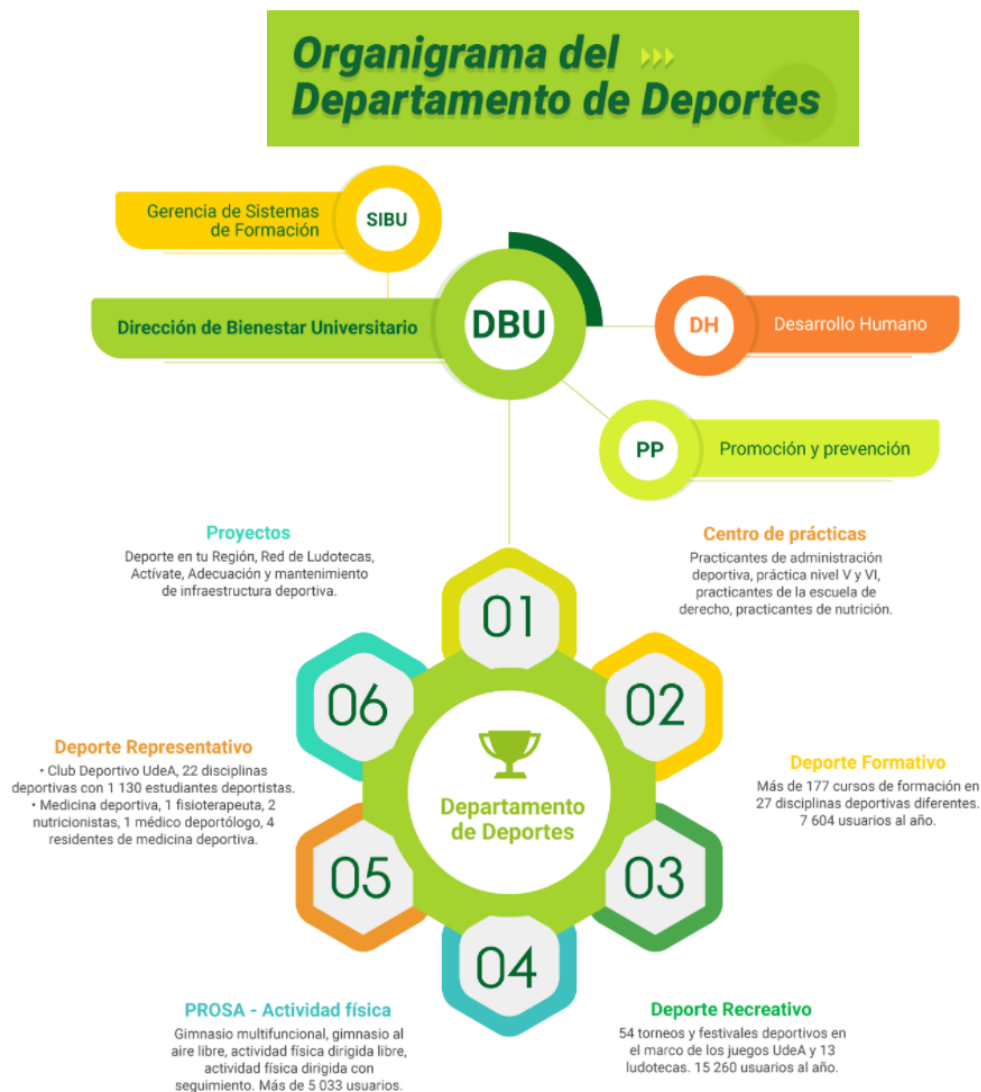 Organigrama del
Departamento de Deportes
Gerencia de Sistemas
de Formación
SIBU
Dirección de Bienestar Universitario
DBU
DH
Desarrollo Humano
PP
Promoción y prevención
Proyectos
Deporte en tu Región, Red de Ludotecas,
Actívate, Adecuación y mantenimiento
de infraestructura deportiva.
Centro de prácticas
Practicantes de administración
deportiva, práctica nivel V y VI,
practicantes de la escuela de
derecho, practicantes de nutrición.
01
06
02
Deporte Representativo
• Club Deportivo UdeA, 22 disciplinas
deportivas con 1 130 estudiantes deportistas.
• Medicina deportiva, 1 fisioterapeuta, 2
nutricionistas, 1 médico deportólogo, 4
residentes de medicina deportiva.
Departamento
de Deportes
Deporte Formativo
Más de 177 cursos de formación en
27 disciplinas deportivas diferentes.
7 604 usuarios al año.
05
03
04
PROSA - Actividad física
Gimnasio multifuncional, gimnasio al
aire libre, actividad física dirigida libre,
actividad física dirigida con
seguimiento. Más de 5 033 usuarios.
Deporte Recreativo
54 torneos y festivales deportivos en
el marco de los juegos UdeA y 13
ludotecas. 15 260 usuarios al año.